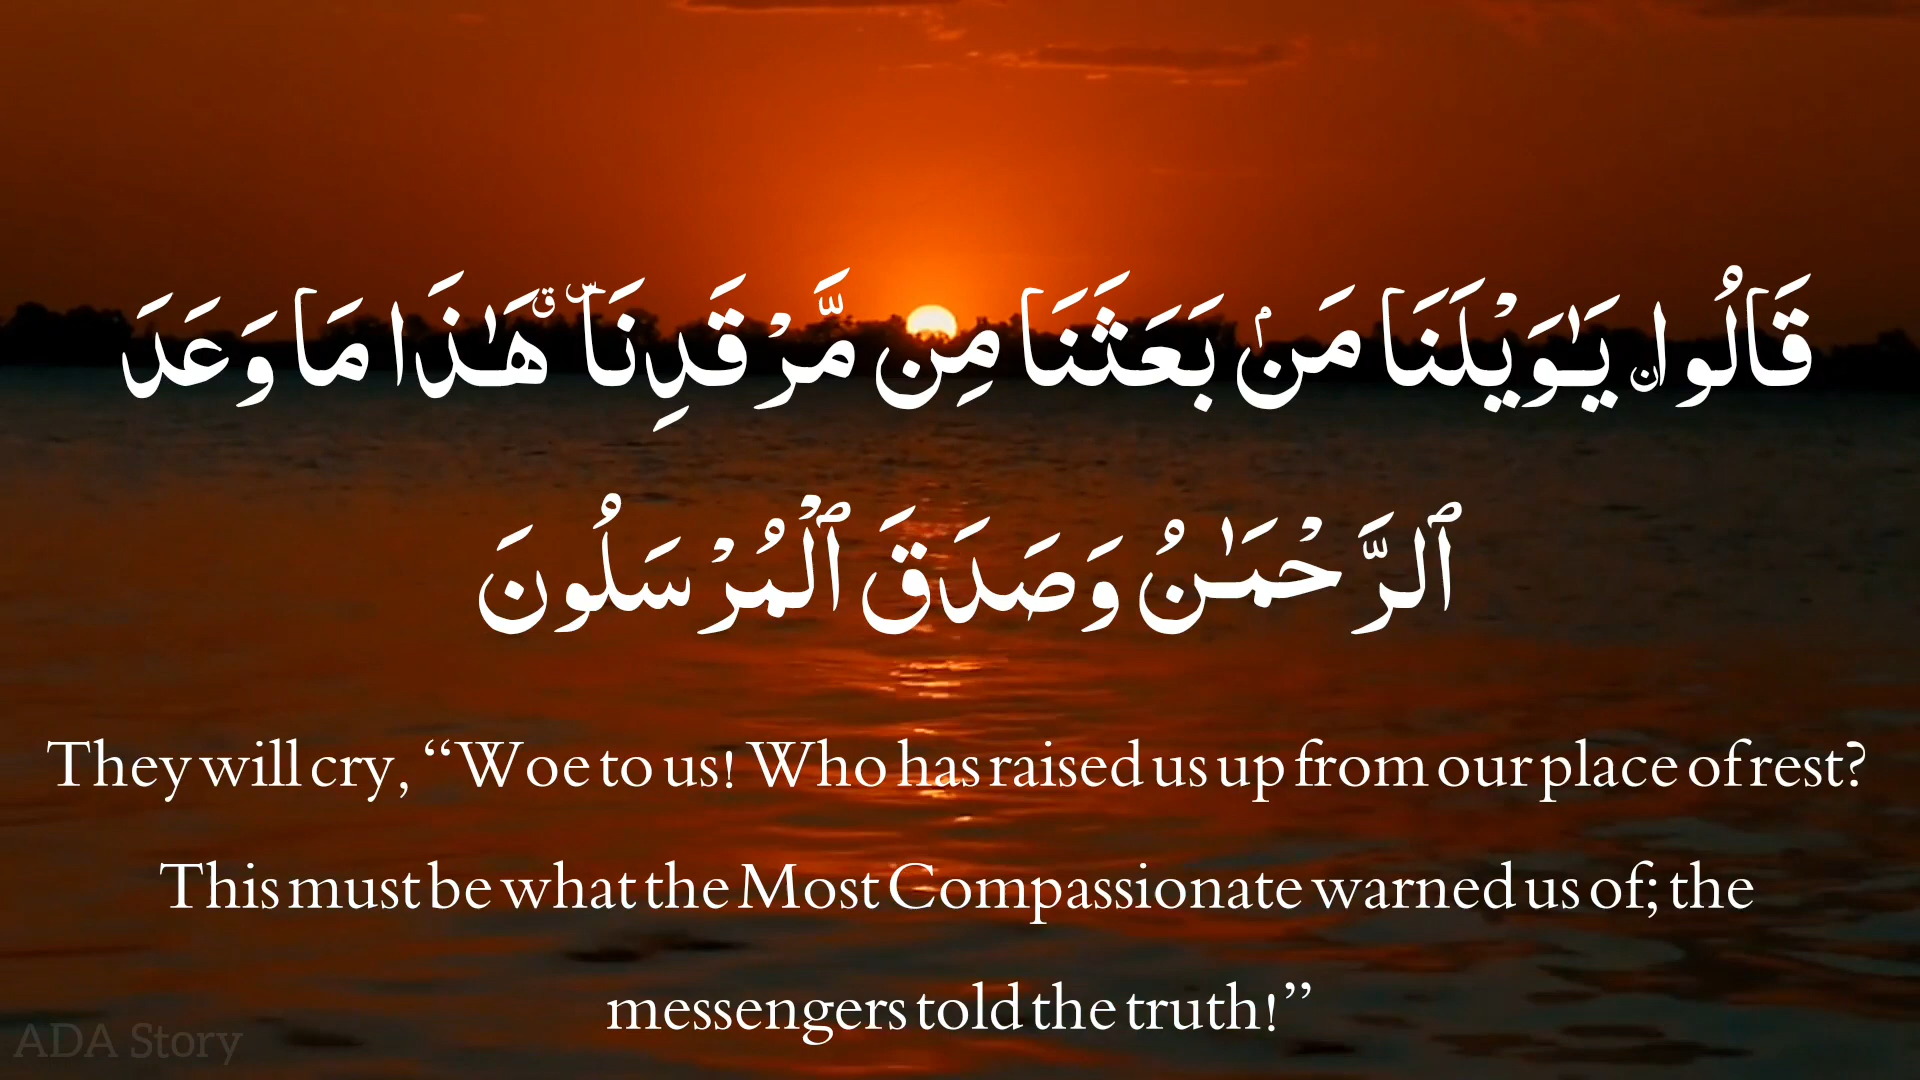 قَالُوا۟ يَـٰوَيْلَنَا مَنۢ بَعَثَنَا مِن مَّرْقَدِنَا ۜ ۗ هَـٰذَا مَا وَعَدَ
ٱلرَّحْمَـٰنُ وَصَدَقَ ٱلْمُرْسَلُونَ
They will cry, “Woe to us! Who has raised us up from our place of rest?
This must be what the Most Compassionate warned us of; the
messengers told the truth!”
ADA Story